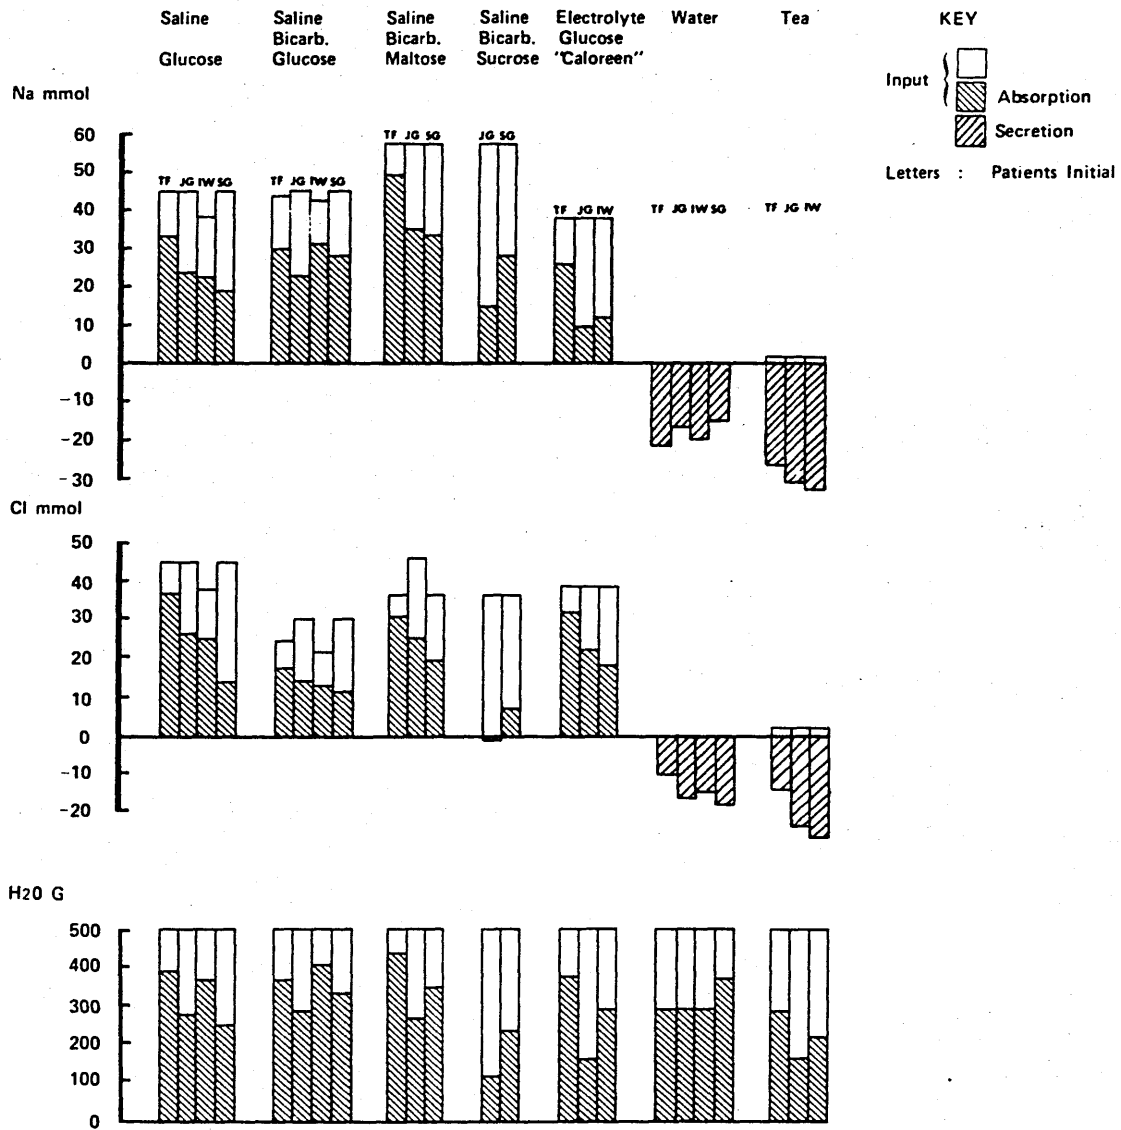 Saline Saline Saline Saline Electrolyte Water Tea KEY
Bicarb. Bicarb. Bicarb. Glucose
Glucose Glucose Maltose Sucrose "Caloreen"
Input
Absorption
Secretion
Letters : Patients Initial
Na mmol
60
50
40
30
20
10
0
-10
-20
-30
TF JG IW SG
TF JG IW SG
TF JG SG
JG SG
TF JG IW
TF JG IW SG
TF JG IW
Cl mmol
50
40
30
20
10
0
-10
-20
H20 G
500
400
300
200
100
0